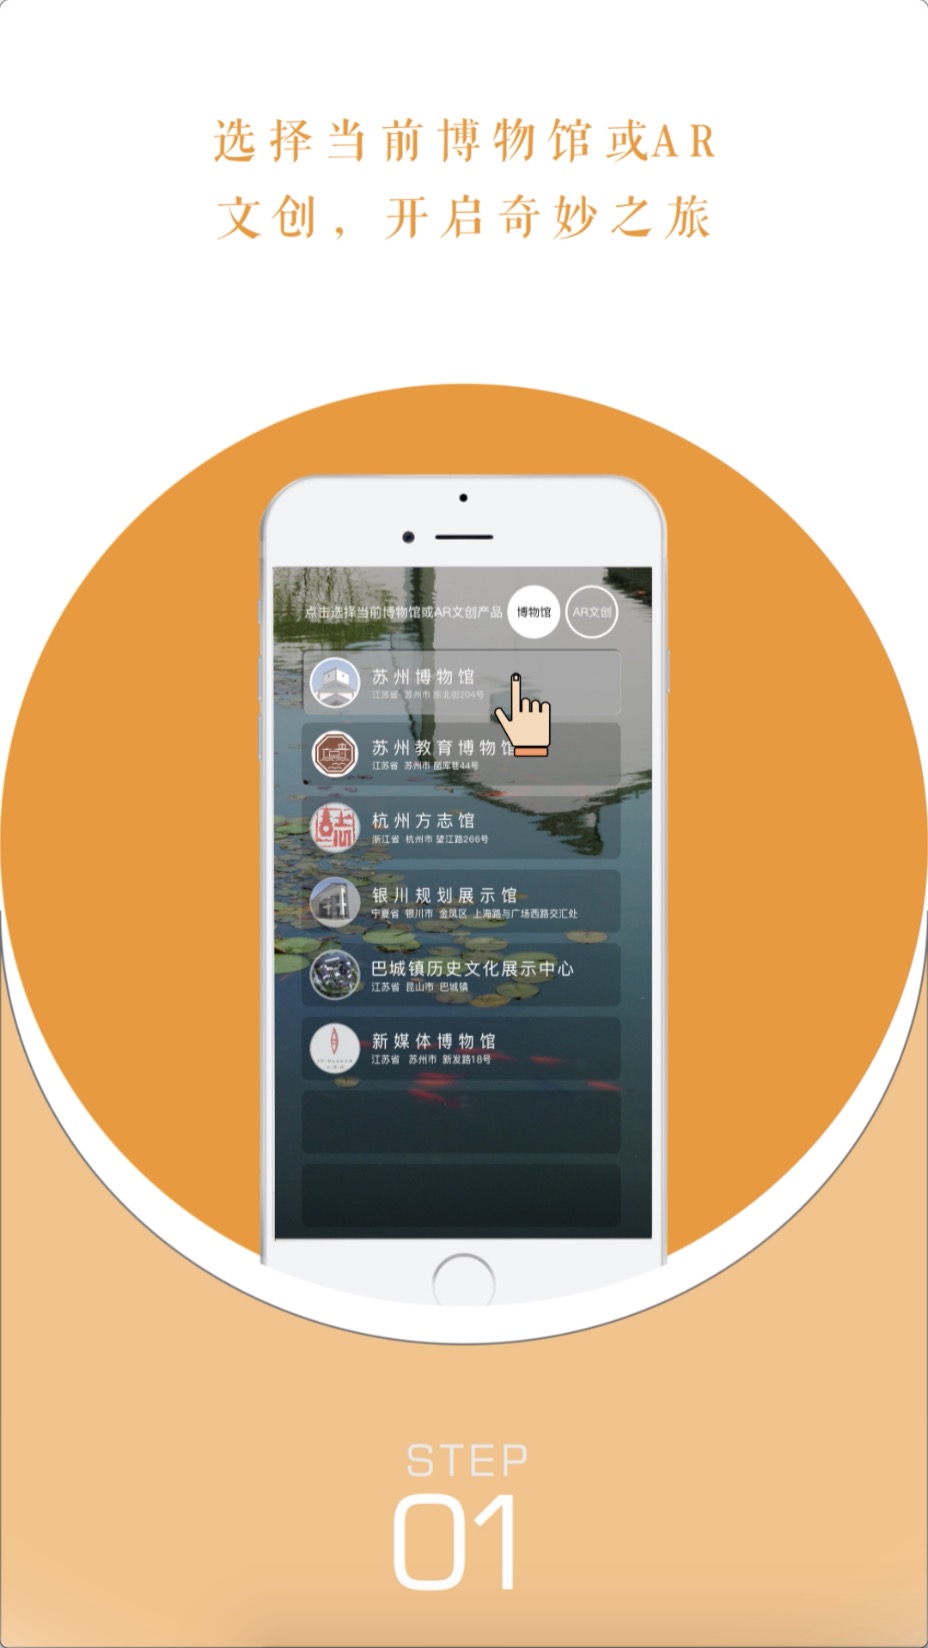 选择当前博物馆或AR
文创，开启奇妙之旅
点击选择当前博物馆或AR文创产品
博物馆
AR文创
苏州博物馆
江苏省 苏州市 东北街204号
苏州教育博物馆
江苏省 苏州市 醋库巷44号
杭州方志馆
浙江省 杭州市 望江路266号
银川规划展示馆
宁夏省 银川市 金凤区 上海路与广场西路交汇处
巴城镇历史文化展示中心
江苏省 昆山市 巴城镇
新媒体博物馆
江苏省 苏州市 新发路18号
STEP
01